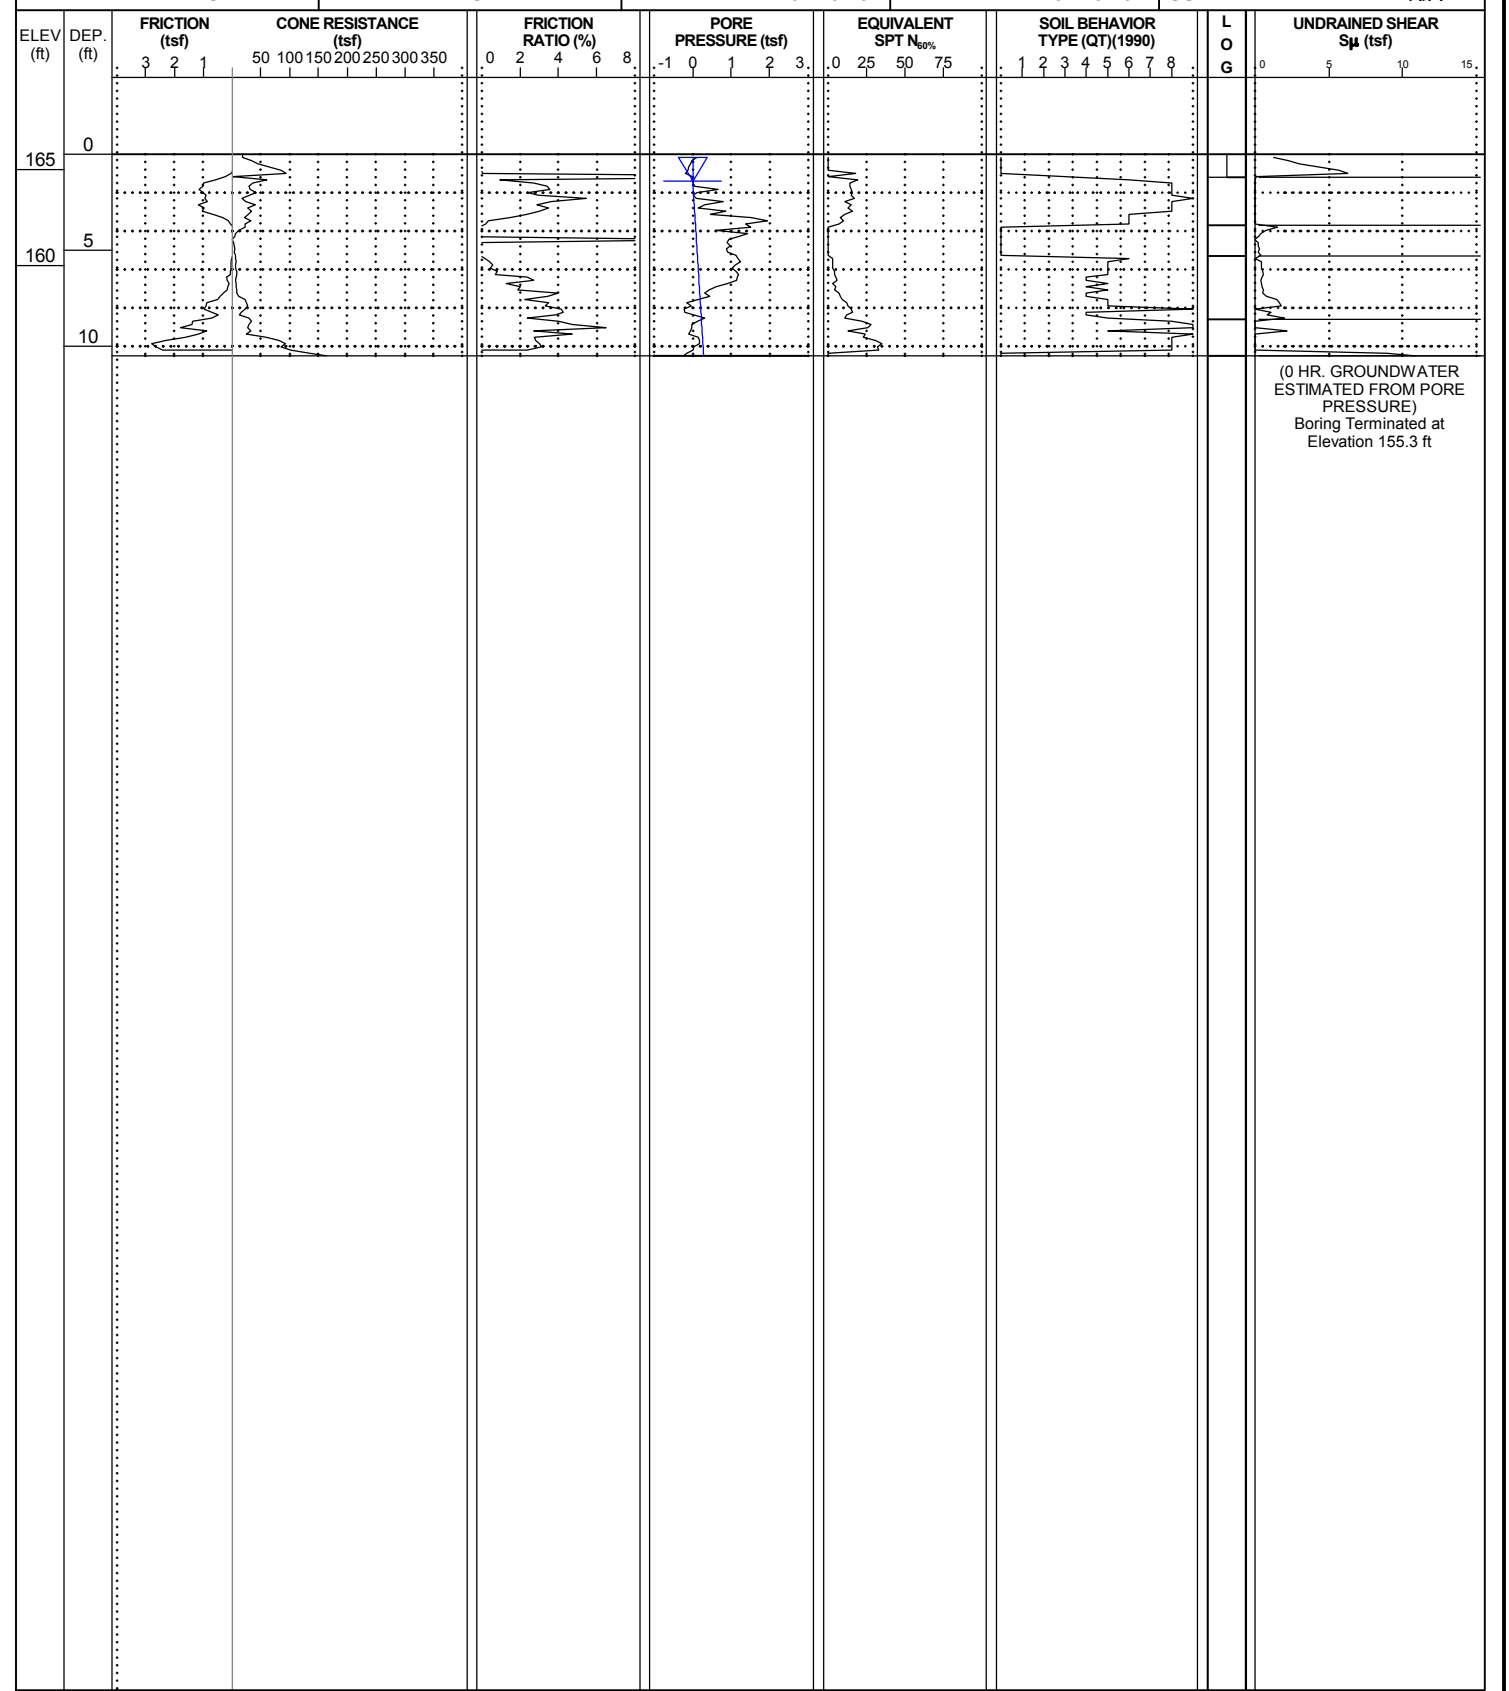 ELEV
(ft)
DEP.
(ft)
FRICTION
(tsf)
3 2 1
CONE RESISTANCE
(tsf)
50 100 150 200 250 300 350
FRICTION
RATIO (%)
0 2 4 6 8
PORE
PRESSURE (tsf)
-1 0 1 2 3
EQUIVALENT
SPT N60%
0 25 50 75
SOIL BEHAVIOR
TYPE (QT)(1990)
1 2 3 4 5 6 7 8
L
O
G
UNDRAINED SHEAR
Sμ (tsf)
0 5 10 15
0
165
5
160
10
(0 HR. GROUNDWATER
ESTIMATED FROM PORE
PRESSURE)
Boring Terminated at
Elevation 155.3 ft